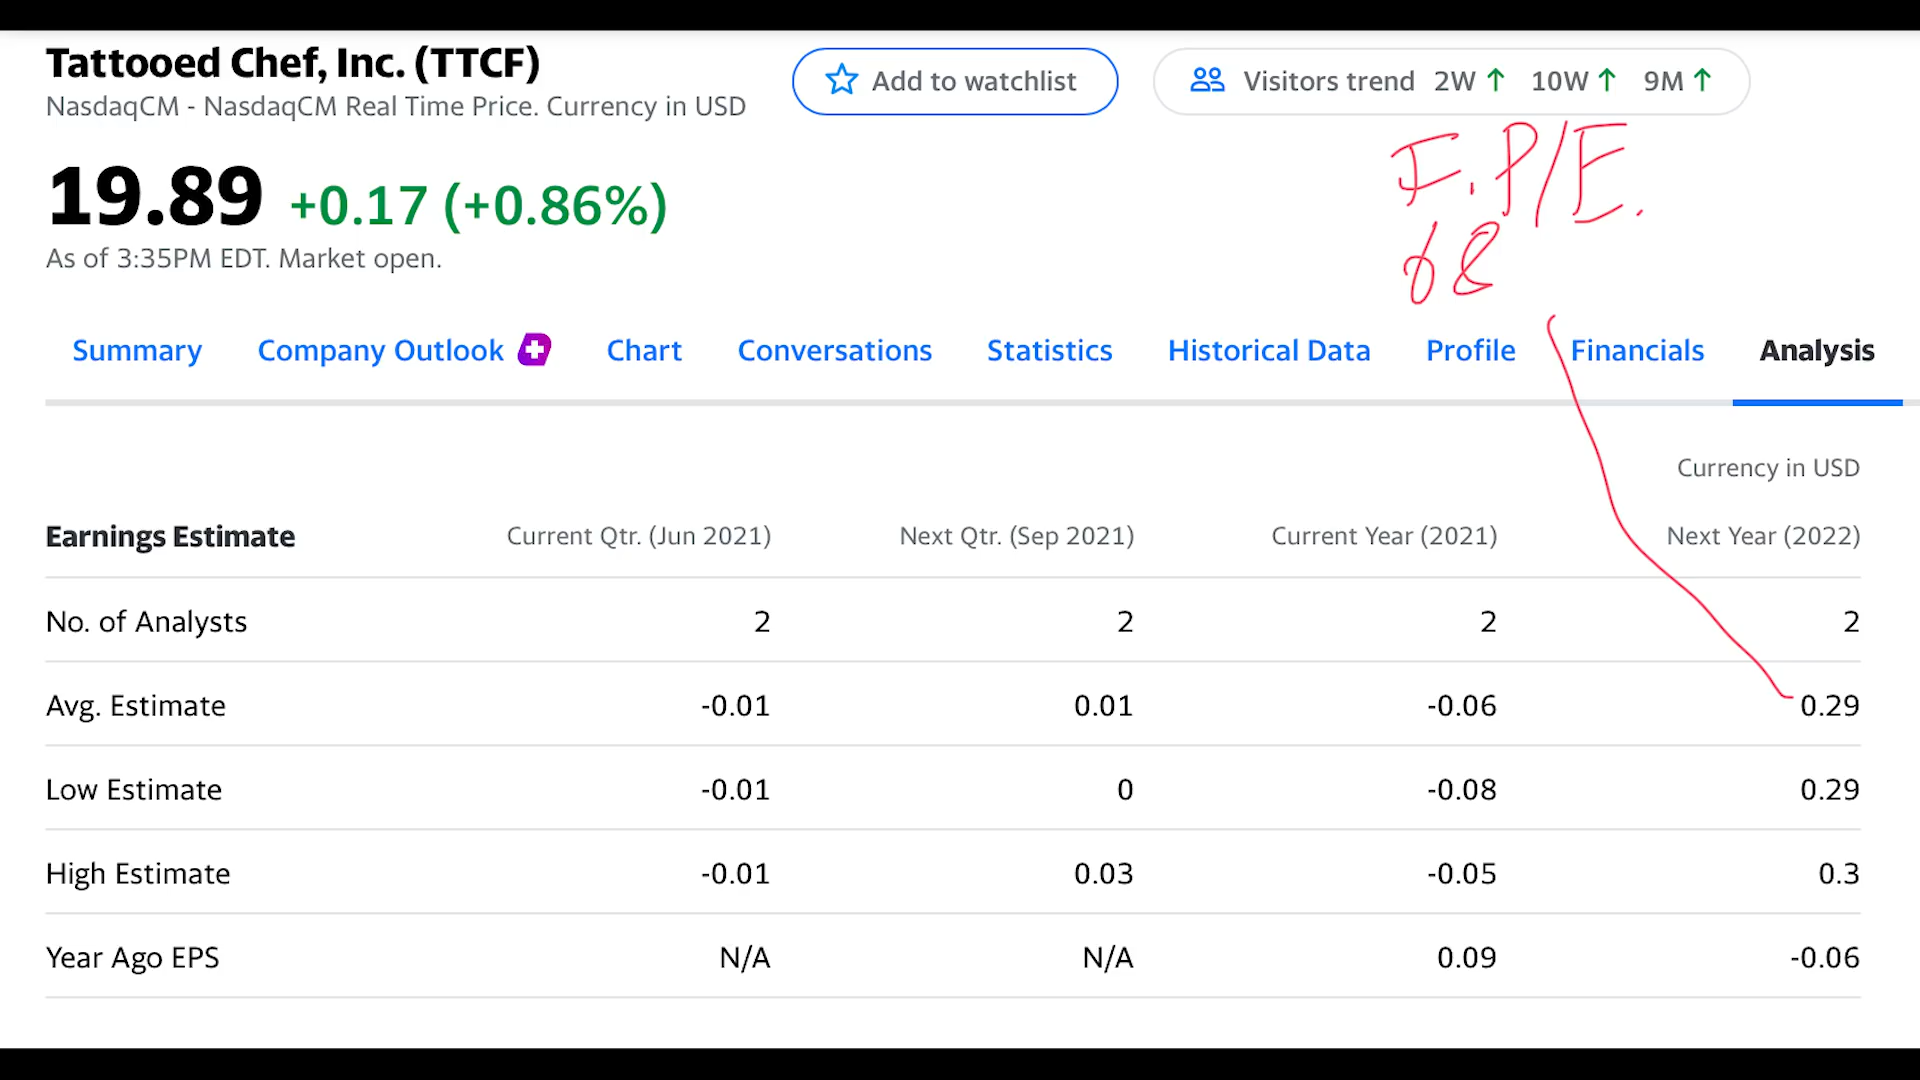 Tattooed Chef, Inc. (TTCF)
NasdaqCM - NasdaqCM Real Time Price. Currency in USD
Add to watchlist
Visitors trend 2W ↑ 10W ↑ 9M ↑
19.89 +0.17 (+0.86%)
As of 3:35PM EDT. Market open.
F.P/E.
68
Summary Company Outlook Chart Conversations Statistics Historical Data Profile Financials Analysis
Currency in USD
Earnings Estimate Current Qtr. (Jun 2021) Next Qtr. (Sep 2021) Current Year (2021) Next Year (2022)
No. of Analysts 2 2 2 2
Avg. Estimate -0.01 0.01 -0.06 0.29
Low Estimate -0.01 0 -0.08 0.29
High Estimate -0.01 0.03 -0.05 0.3
Year Ago EPS N/A N/A 0.09 -0.06